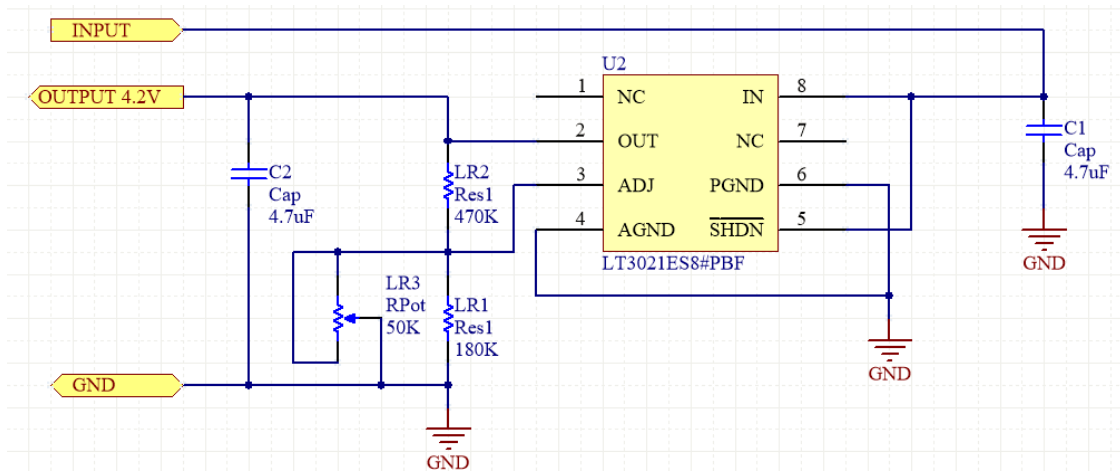 INPUT
OUTPUT 4.2V
GND
C2
Cap
4.7uF
LR2
Res1
470K
LR3
RPot
50K
LR1
Res1
180K
GND
U2
1
NC
2
OUT
3
ADJ
4
AGND
IN
8
NC
7
PGND
6
SHDN
5
LT3021ES8#PBF
C1
Cap
4.7uF
GND
GND